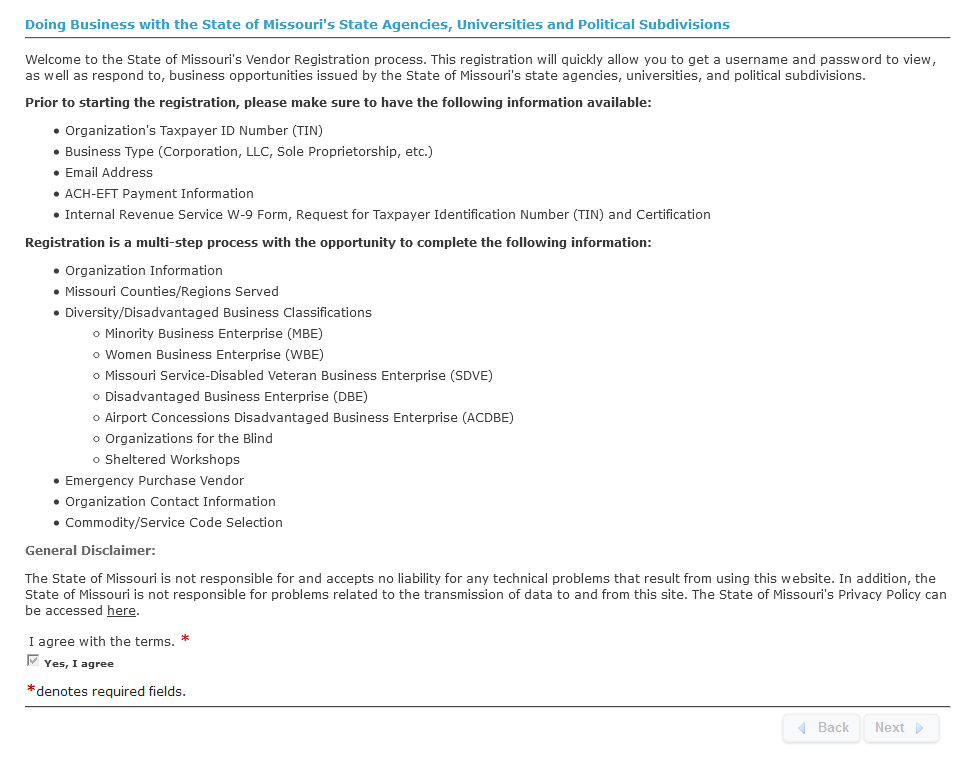 Doing Business with the State of Missouri's State Agencies, Universities and Political Subdivisions
Welcome to the State of Missouri's Vendor Registration process. This registration will quickly allow you to get a username and password to view,
as well as respond to, business opportunities issued by the State of Missouri's state agencies, universities, and political subdivisions.
Prior to starting the registration, please make sure to have the following information available:
• Organization's Taxpayer ID Number (TIN)
• Business Type (Corporation, LLC, Sole Proprietorship, etc.)
• Email Address
• ACH-EFT Payment Information
• Internal Revenue Service W-9 Form, Request for Taxpayer Identification Number (TIN) and Certification
Registration is a multi-step process with the opportunity to complete the following information:
• Organization Information
• Missouri Counties/Regions Served
• Diversity/Disadvantaged Business Classifications
○ Minority Business Enterprise (MBE)
○ Women Business Enterprise (WBE)
○ Missouri Service-Disabled Veteran Business Enterprise (SDVE)
○ Disadvantaged Business Enterprise (DBE)
○ Airport Concessions Disadvantaged Business Enterprise (ACDBE)
○ Organizations for the Blind
○ Sheltered Workshops
• Emergency Purchase Vendor
• Organization Contact Information
• Commodity/Service Code Selection
General Disclaimer:
The State of Missouri is not responsible for and accepts no liability for any technical problems that result from using this website. In addition, the
State of Missouri is not responsible for problems related to the transmission of data to and from this site. The State of Missouri's Privacy Policy can
be accessed here.
I agree with the terms. *
Yes, I agree
*denotes required fields.
Back Next